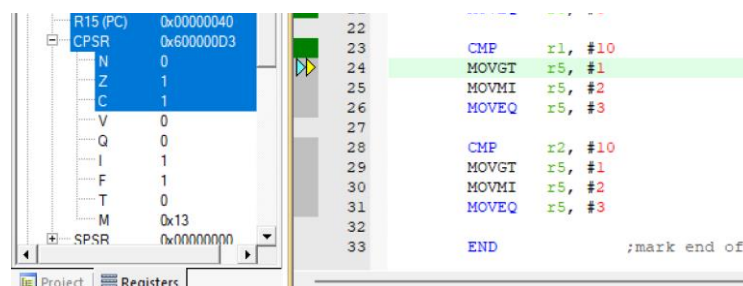 R15 (PC) 0x00000040
CPSR 0x600000D3
N 0
Z 1
C 1
V 0
Q 0
I 1
F 1
T 0
M 0x13
SPSR 0x00000000
Project Registers
22
23 CMP r1, #10
24 MOVGT r5, #1
25 MOVMI r5, #2
26 MOVEQ r5, #3
27
28 CMP r2, #10
29 MOVGT r5, #1
30 MOVMI r5, #2
31 MOVEQ r5, #3
32
33 END ;mark end of